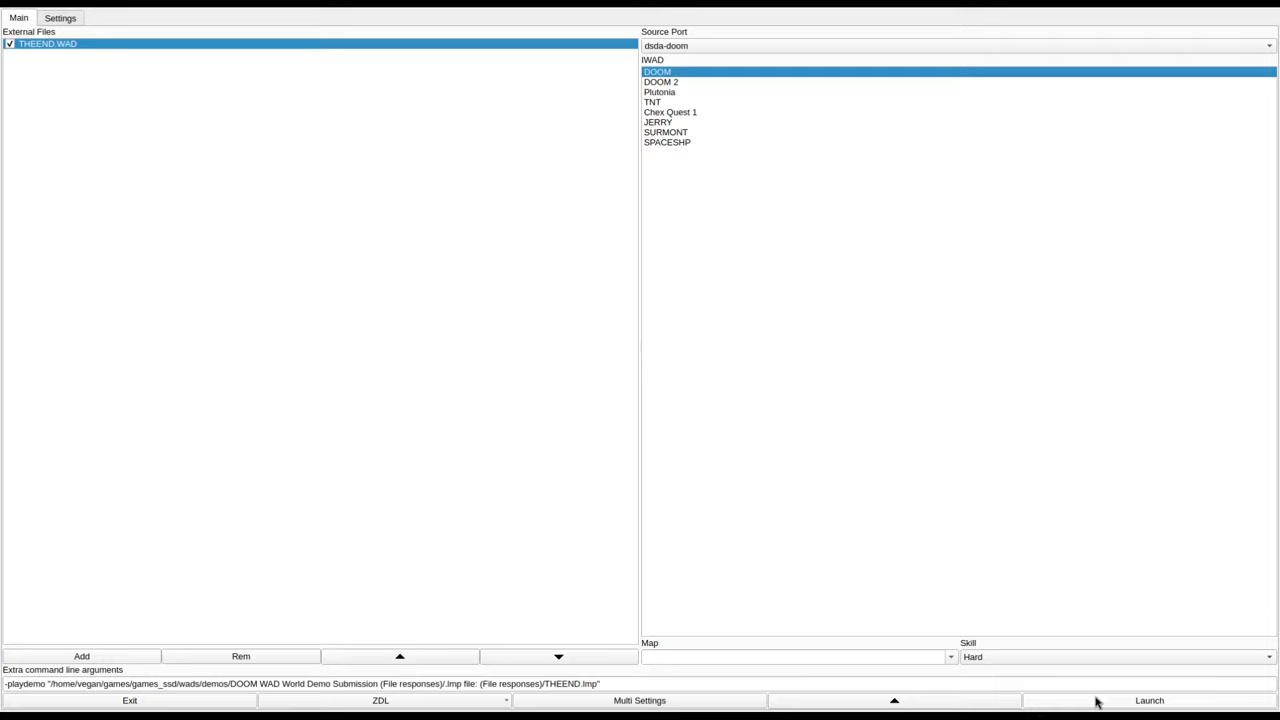 Main Settings
External Files
THEEND.WAD
Source Port
dsda-doom
IWAD
DOOM
DOOM 2
Plutonia
TNT
Chex Quest 1
JERRY
SURMONT
SPACESHP
Map Skill
Hard
Add Rem
Extra command line arguments
-playdemo "/home/vegan/games/games_ssd/wads/demos/DOOM WAD World Demo Submission (File responses)/.lmp file: (File responses)/THEEND.lmp"
Exit ZDL Multi Settings Launch